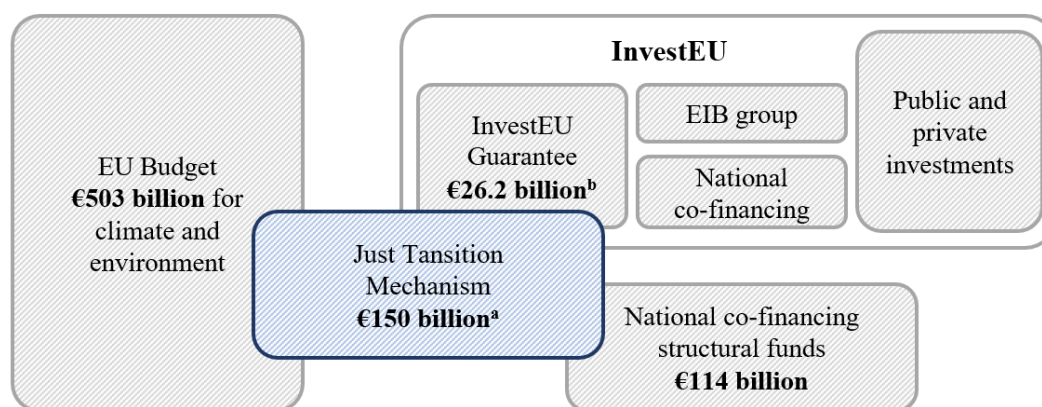 EU Budget
€503 billion for
climate and
environment
InvestEU
InvestEU
Guarantee
€26.2 billionᵇ
EIB group
National
co-financing
Public and
private
investments
Just Tansition
Mechanism
€150 billionᵃ
National co-financing
structural funds
€114 billion